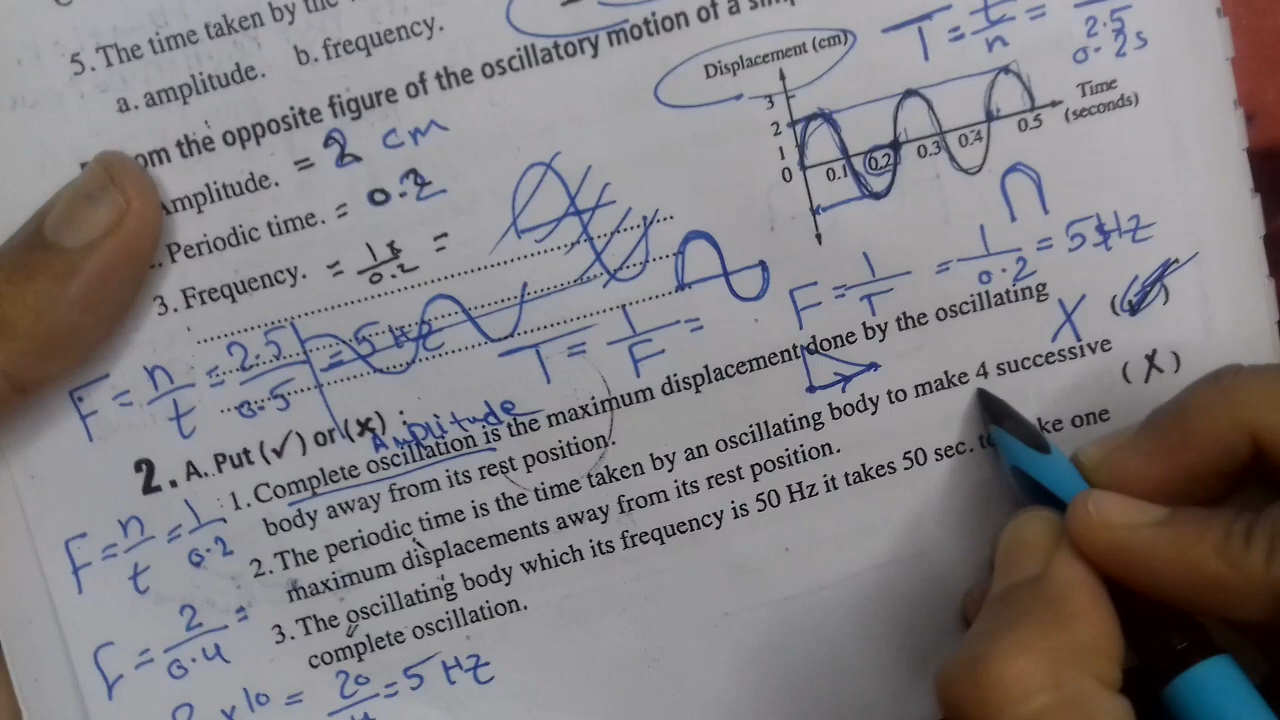 5. The time taken by the
a. amplitude. b. frequency.
om the opposite figure of the oscillatory motion of a
T = t/n =
2.5
0.2s
Displacement (cm)
3
2
1
0
0.1
0.2
0.3
0.4
0.5
Time
(seconds)
Amplitude. = 2 cm
Periodic time. = 0.2
3. Frequency. = 1/0.2 =
F = 1/T = 1/0.2 = 5 Hz
F = n/t = 2.5/0.5 = 5 Hz
T = 1/F =
2. A. Put (✓) or (x)
Amplitude
1. Complete oscillation is the maximum displacement done by the oscillating
X
body away from its rest position.
2. The periodic time is the time taken by an oscillating body to make 4 successive (X)
maximum displacements away from its rest position.
3. The oscillating body which its frequency is 50 Hz it takes 50 sec. ke one
complete oscillation.
F = n/t = 1/0.2
F = 2/0.4 =
x 10 = 20 = 5 HZ